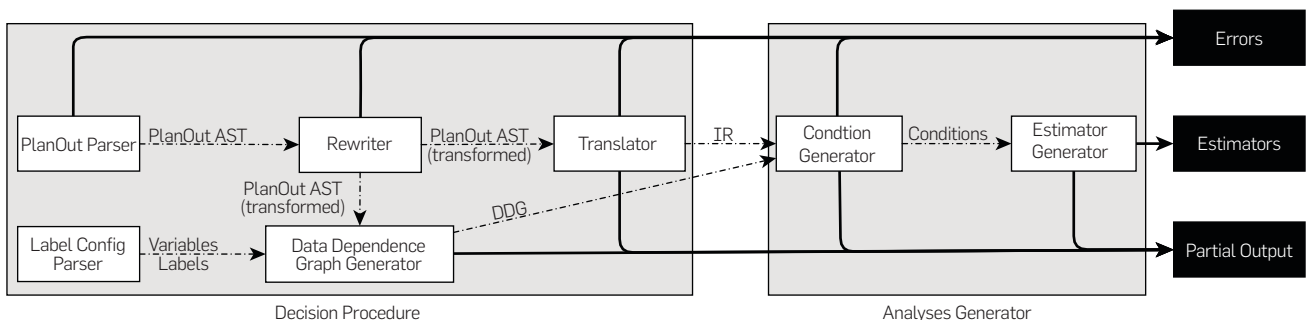 Errors
PlanOut Parser
PlanOut AST
Rewriter
PlanOut AST
(transformed)
Translator
IR
Condtion
Generator
Conditions
Estimator
Generator
Estimators
PlanOut AST
(transformed)
DDG
Label Config
Parser
Variables
Labels
Data Dependence
Graph Generator
Partial Output
Decision Procedure
Analyses Generator